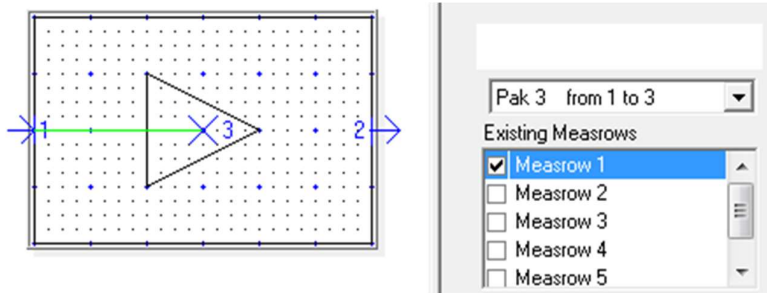 1
3
2
Pak 3 from 1 to 3
Existing Measrows
Measrow 1
Measrow 2
Measrow 3
Measrow 4
Measrow 5